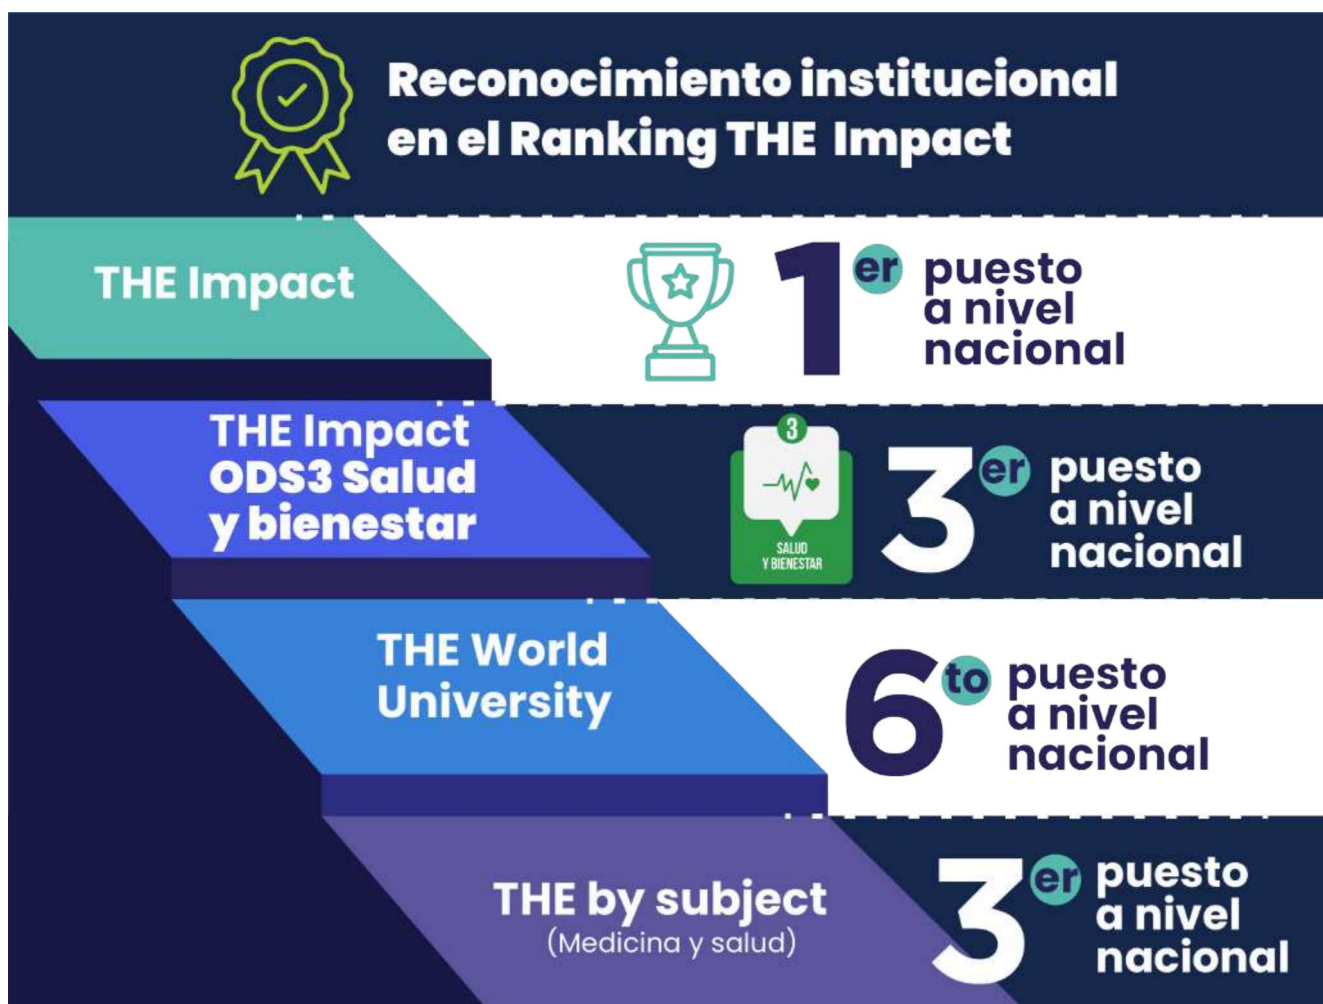 Reconocimiento institucional
en el Ranking THE Impact
THE Impact
1er
puesto
a nivel
nacional
THE Impact
ODS3 Salud
y bienestar
3
SALUD
Y BIENESTAR
3er
puesto
a nivel
nacional
THE World
University
6to
puesto
a nivel
nacional
THE by subject
(Medicina y salud)
3er
puesto
a nivel
nacional